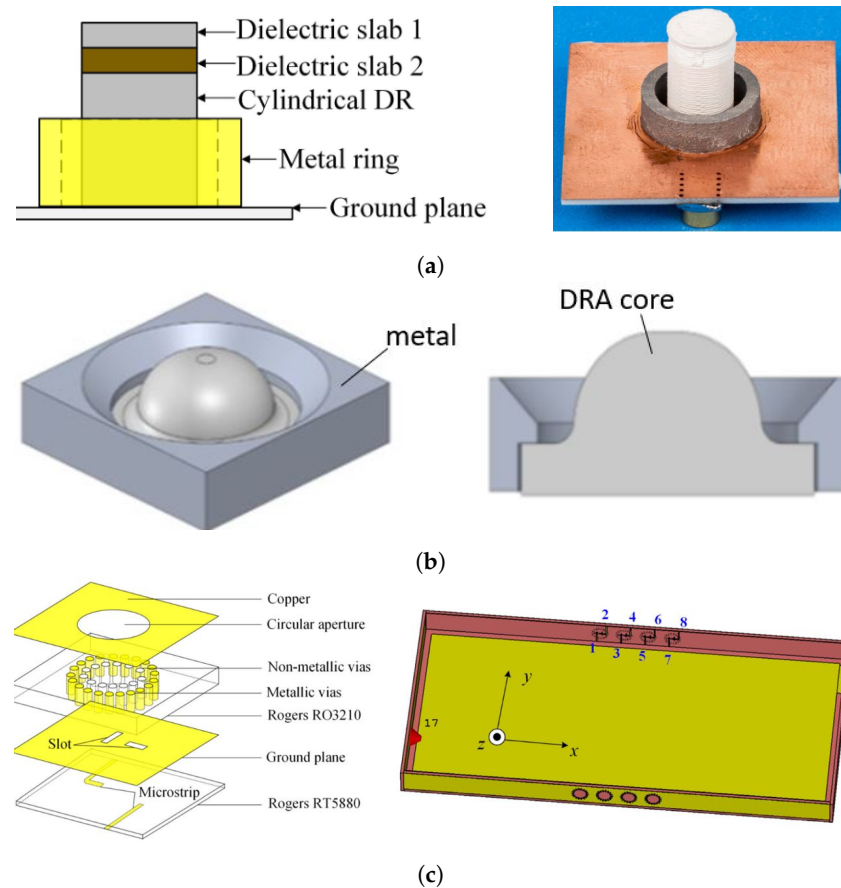 Dielectric slab 1
Dielectric slab 2
Cylindrical DR
Metal ring
Ground plane
(a)
metal
DRA core
(b)
Copper
Circular aperture
Non-metallic vias
Metallic vias
Rogers RO3210
Slot
Ground plane
Microstrip
Rogers RT5880
2 4 6 8
1 3 5 7
17
y
z
x
(c)